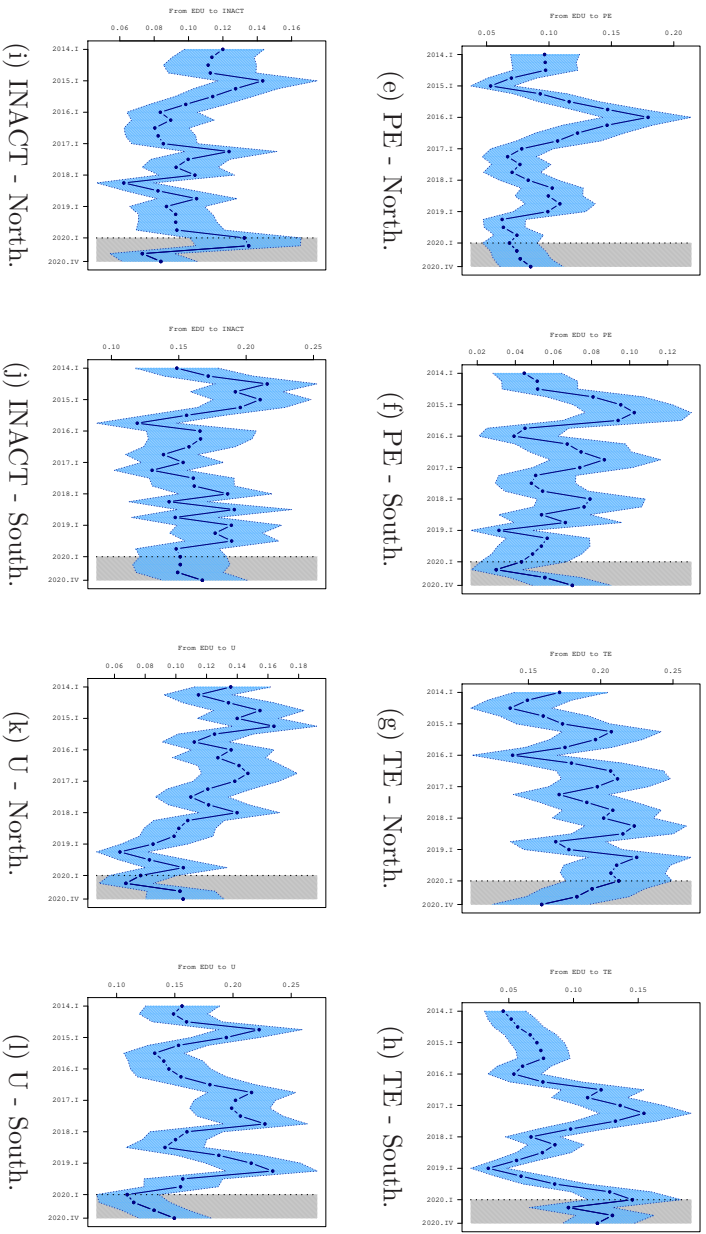 From EDU to PE
0.05 0.10 0.15 0.20
2014.I 2015.I 2016.I 2017.I 2018.I 2019.I 2020.I 2020.IV
(e) PE - North.
From EDU to PE
0.02 0.04 0.06 0.08 0.10 0.12
2014.I 2015.I 2016.I 2017.I 2018.I 2019.I 2020.I 2020.IV
(f) PE - South.
From EDU to TE
0.15 0.20 0.25
2014.I 2015.I 2016.I 2017.I 2018.I 2019.I 2020.I 2020.IV
(g) TE - North.
From EDU to TE
0.05 0.10 0.15
2014.I 2015.I 2016.I 2017.I 2018.I 2019.I 2020.I 2020.IV
(h) TE - South.
From EDU to INACT
0.06 0.08 0.10 0.12 0.14 0.16
2014.I 2015.I 2016.I 2017.I 2018.I 2019.I 2020.I 2020.IV
(i) INACT - North.
From EDU to INACT
0.10 0.15 0.20 0.25
2014.I 2015.I 2016.I 2017.I 2018.I 2019.I 2020.I 2020.IV
(j) INACT - South.
From EDU to U
0.06 0.08 0.10 0.12 0.14 0.16 0.18
2014.I 2015.I 2016.I 2017.I 2018.I 2019.I 2020.I 2020.IV
(k) U - North.
From EDU to U
0.10 0.15 0.20 0.25
2014.I 2015.I 2016.I 2017.I 2018.I 2019.I 2020.I 2020.IV
(l) U - South.